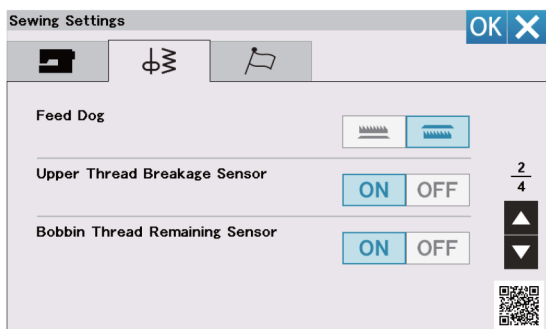 Sewing Settings
OK
Feed Dog
Upper Thread Breakage Sensor
ON OFF
2
4
Bobbin Thread Remaining Sensor
ON OFF